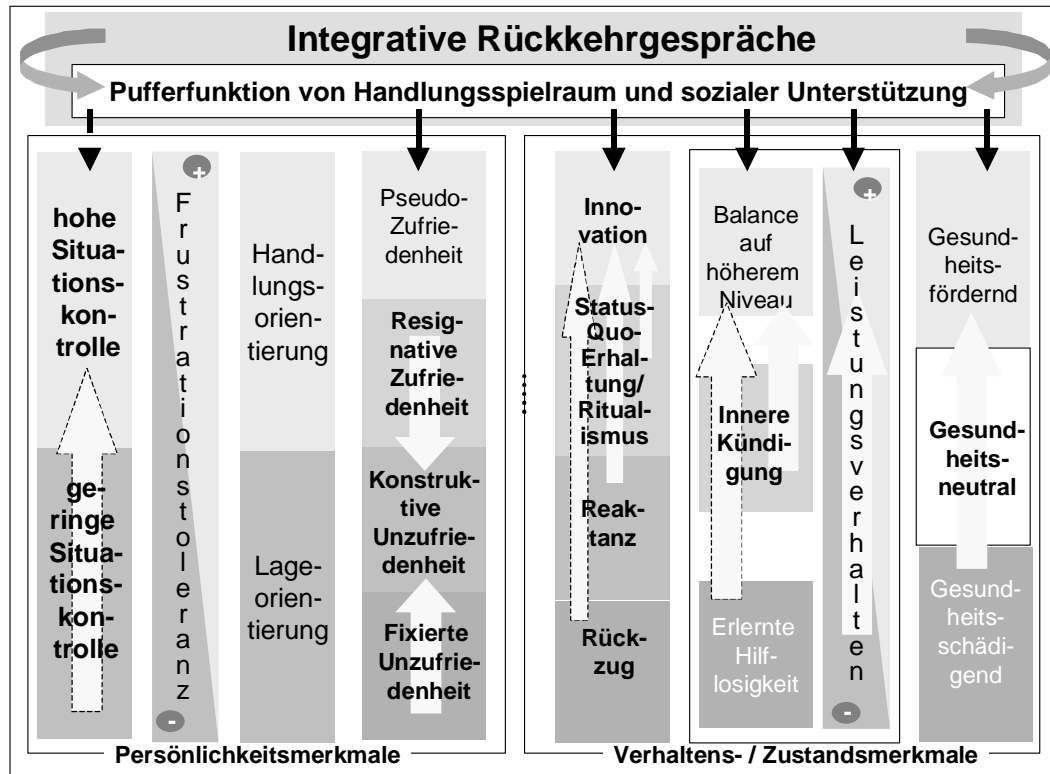 Integrative Rückkehrgespräche
Pufferfunktion von Handlungsspielraum und sozialer Unterstützung
hohe
Situa-
tions-
kon-
trolle
ge-
ringe
Situa-
tions-
kon-
trolle
+
Frustrationstoleranz
-
Hand-
lungs-
orien-
tierung
Lage-
orien-
tierung
Pseudo-
Zufrie-
denheit
Resig-
native
Zufrie-
denheit
Konstruk-
tive
Unzufrie-
denheit
Fixierte
Unzufrie-
denheit
Persönlichkeitsmerkmale
Inno-
vation
Status-
Quo-
Erhal-
tung/
Ritual-
ismus
Reak-
tanz
Rück-
zug
Balance
auf
höherem
Niveau
Innere
Kündi-
gung
Erlernte
Hilf-
losigkeit
+
Leistungsverhalten
-
Gesund-
heits-
fördernd
Gesund-
heits-
neutral
Gesund-
heits-
schädi-
gend
Verhaltens- / Zustandsmerkmale